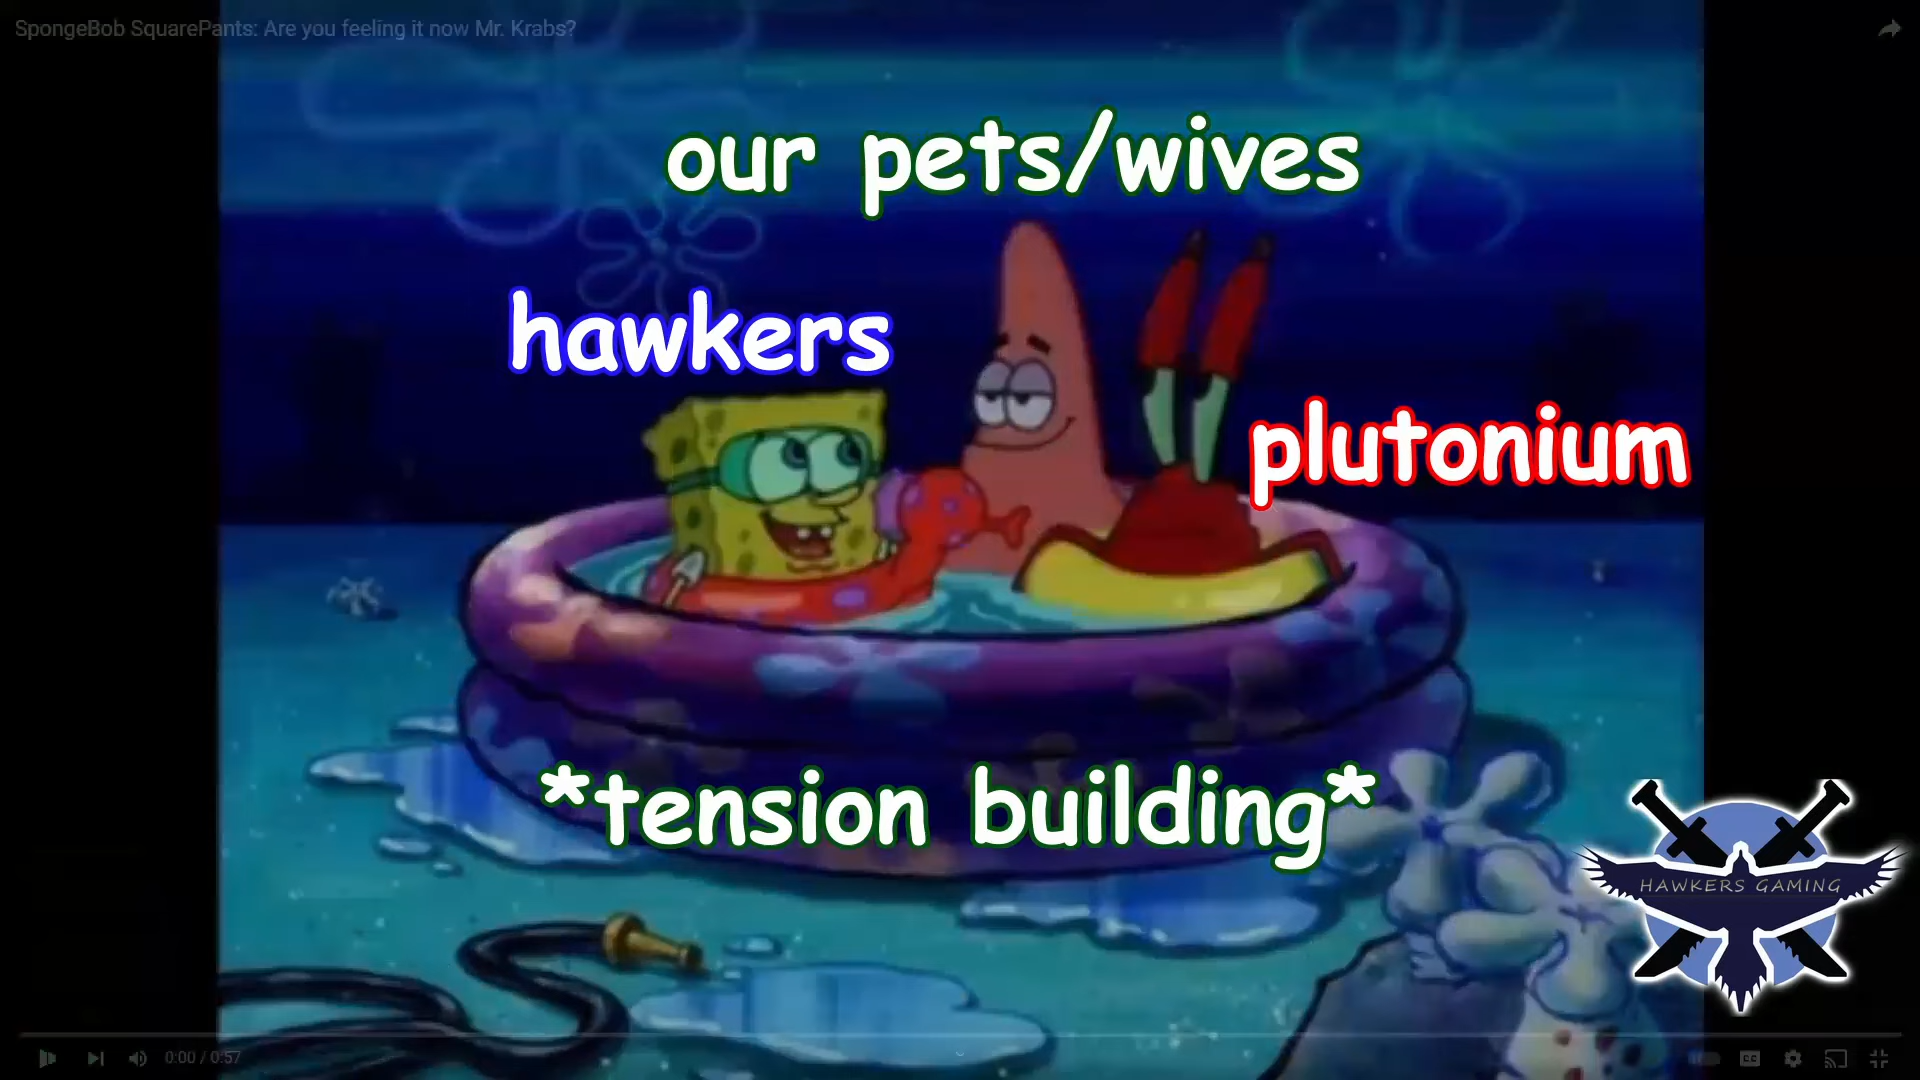 SpongeBob SquarePants: Are you feeling it now Mr. Krabs?
our pets/wives
hawkers
plutonium
*tension building*
HAWKERS GAMING
0:00 / 0:57
CC